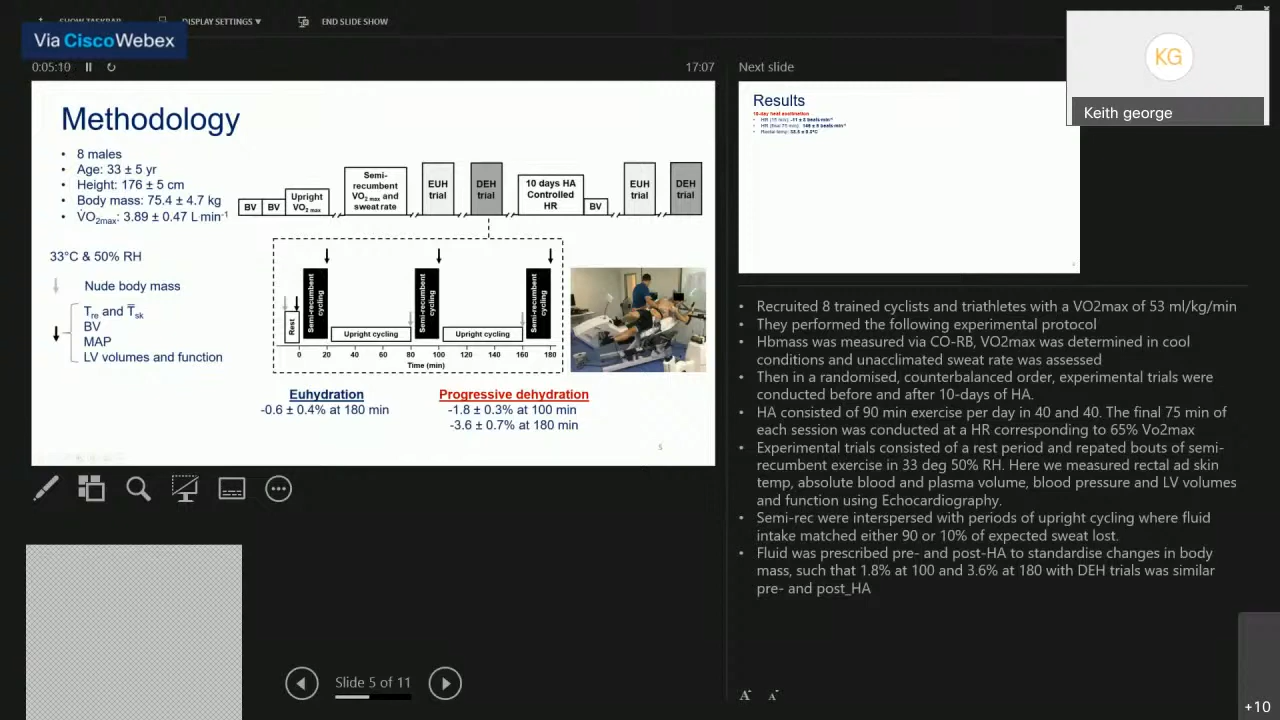 SHOW TASKBAR
DISPLAY SETTINGS ▼
END SLIDE SHOW
Via Cisco Webex
0:05:10
17:07
Next slide
KG
Keith george
Methodology
• 8 males
• Age: 33 ± 5 yr
• Height: 176 ± 5 cm
• Body mass: 75.4 ± 4.7 kg
• V̇O2max: 3.89 ± 0.47 L min-1
33°C & 50% RH
Nude body mass
Tre and T̅sk
BV
MAP
LV volumes and function
BV
BV
Upright
VO2 max
Semi-
recumbent
VO2 max and
sweat rate
EUH
trial
DEH
trial
10 days HA
Controlled
HR
BV
EUH
trial
DEH
trial
Rest
Semi-recumbent
cycling
Upright cycling
Semi-recumbent
cycling
Upright cycling
Semi-recumbent
cycling
0 20 40 60 80 100 120 140 160 180
Time (min)
Euhydration
-0.6 ± 0.4% at 180 min
Progressive dehydration
-1.8 ± 0.3% at 100 min
-3.6 ± 0.7% at 180 min
5
Results
10-day heat acclimation
• Recruited 8 trained cyclists and triathletes with a VO2max of 53 ml/kg/min
• They performed the following experimental protocol
• Hbmass was measured via CO-RB, VO2max was determined in cool
conditions and unacclimated sweat rate was assessed
• Then in a randomised, counterbalanced order, experimental trials were
conducted before and after 10-days of HA.
• HA consisted of 90 min exercise per day in 40 and 40. The final 75 min of
each session was conducted at a HR corresponding to 65% Vo2max
• Experimental trials consisted of a rest period and repated bouts of semi-
recumbent exercise in 33 deg 50% RH. Here we measured rectal ad skin
temp, absolute blood and plasma volume, blood pressure and LV volumes
and function using Echocardiography.
• Semi-rec were interspersed with periods of upright cycling where fluid
intake matched either 90 or 10% of expected sweat lost.
• Fluid was prescribed pre- and post-HA to standardise changes in body
mass, such that 1.8% at 100 and 3.6% at 180 with DEH trials was similar
pre- and post_HA
Slide 5 of 11
A A
+10